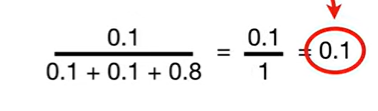 0.1 / (0.1 + 0.1 + 0.8) = 0.1 / 1 = 0.1